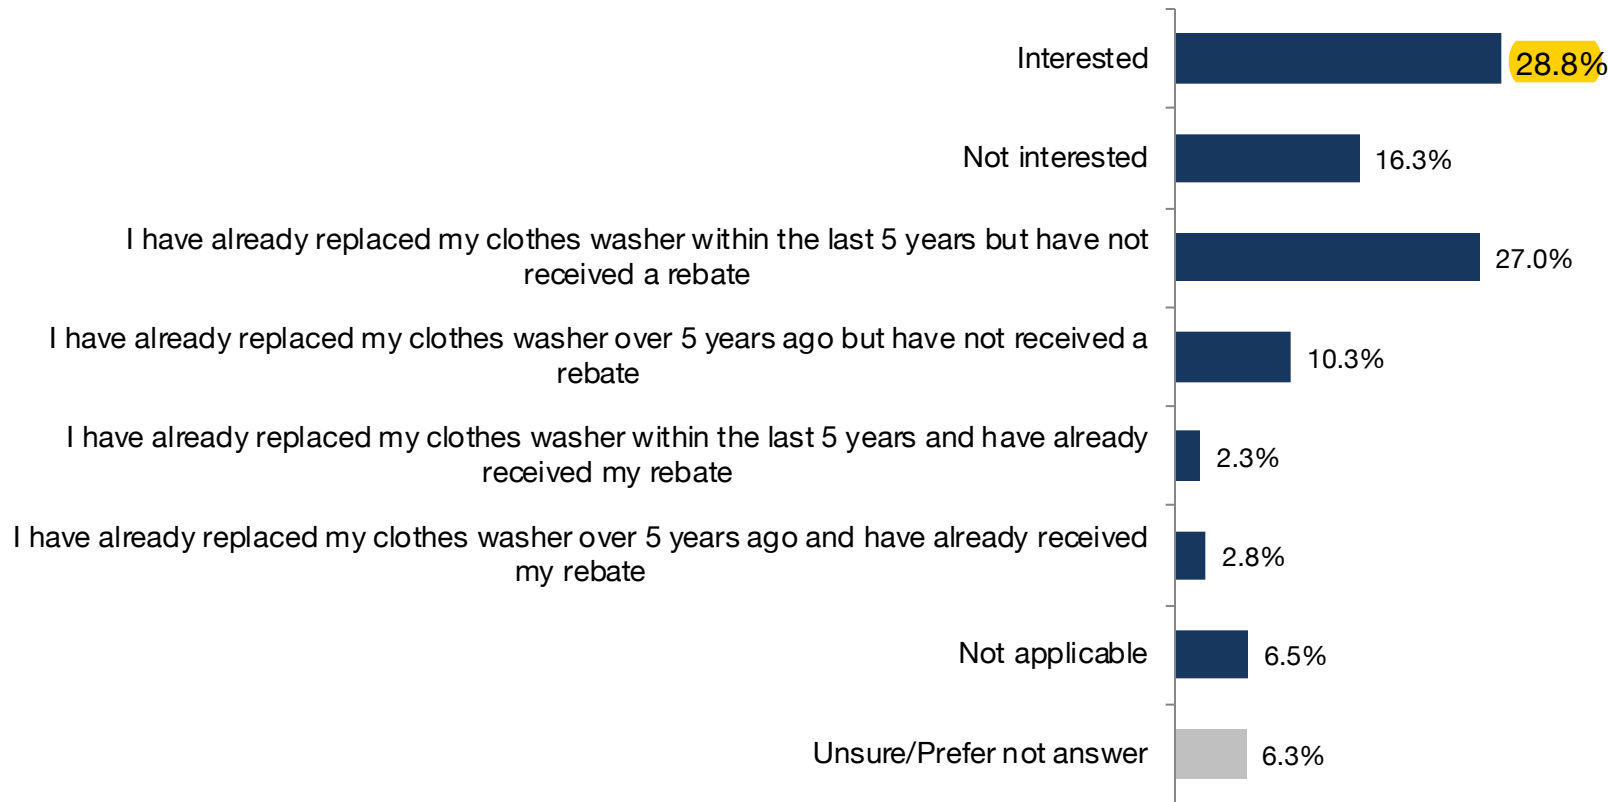 Interested
28.8%
Not interested
16.3%
I have already replaced my clothes washer within the last 5 years but have not
received a rebate
27.0%
I have already replaced my clothes washer over 5 years ago but have not received a
rebate
10.3%
I have already replaced my clothes washer within the last 5 years and have already
received my rebate
2.3%
I have already replaced my clothes washer over 5 years ago and have already received
my rebate
2.8%
Not applicable
6.5%
Unsure/Prefer not answer
6.3%